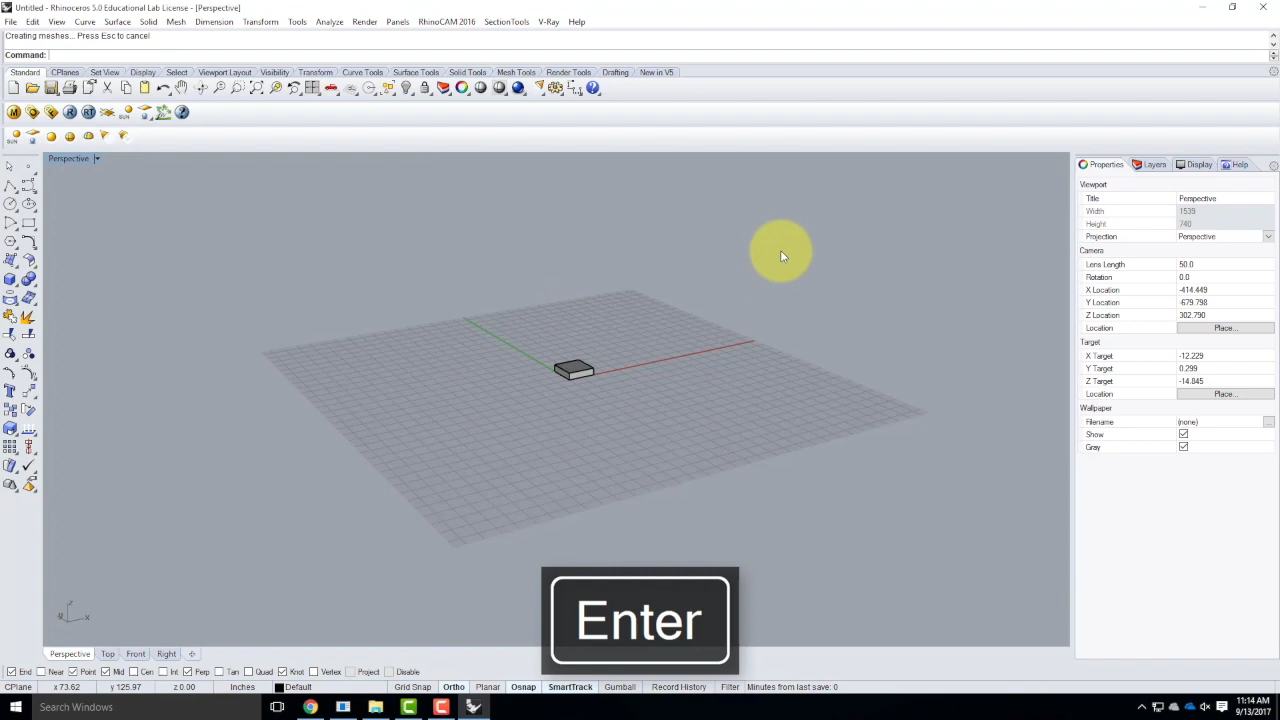 Untitled - Rhinoceros 5.0 Educational Lab License - [Perspective]
File Edit View Curve Surface Solid Mesh Dimension Transform Tools Analyze Render Panels RhinoCAM 2016 SectionTools V-Ray Help
Creating meshes... Press Esc to cancel
Command:
Standard CPlanes Set View Display Select Viewport Layout Visibility Transform Curve Tools Surface Tools Solid Tools Mesh Tools Render Tools Drafting New in V5
M R RT SUN
SUN
Perspective
Properties Layers Display Help
Viewport
Title Perspective
Width 1539
Height 740
Projection Perspective
Camera
Lens Length 50.0
Rotation 0.0
X Location -414.449
Y Location -679.798
Z Location 302.790
Location Place...
Target
X Target -12.229
Y Target 0.299
Z Target -14.845
Location Place...
Wallpaper
Filename (none) ...
Show
Gray
z
y x
Enter
Perspective Top Front Right
End Near Point Mid Cen Int Perp Tan Quad Knot Vertex Project Disable
CPlane x 73.62 y 125.97 z 0.00 Inches Default Grid Snap Ortho Planar Osnap SmartTrack Gumball Record History Filter Minutes from last save: 0
Search Windows
11:14 AM
9/13/2017